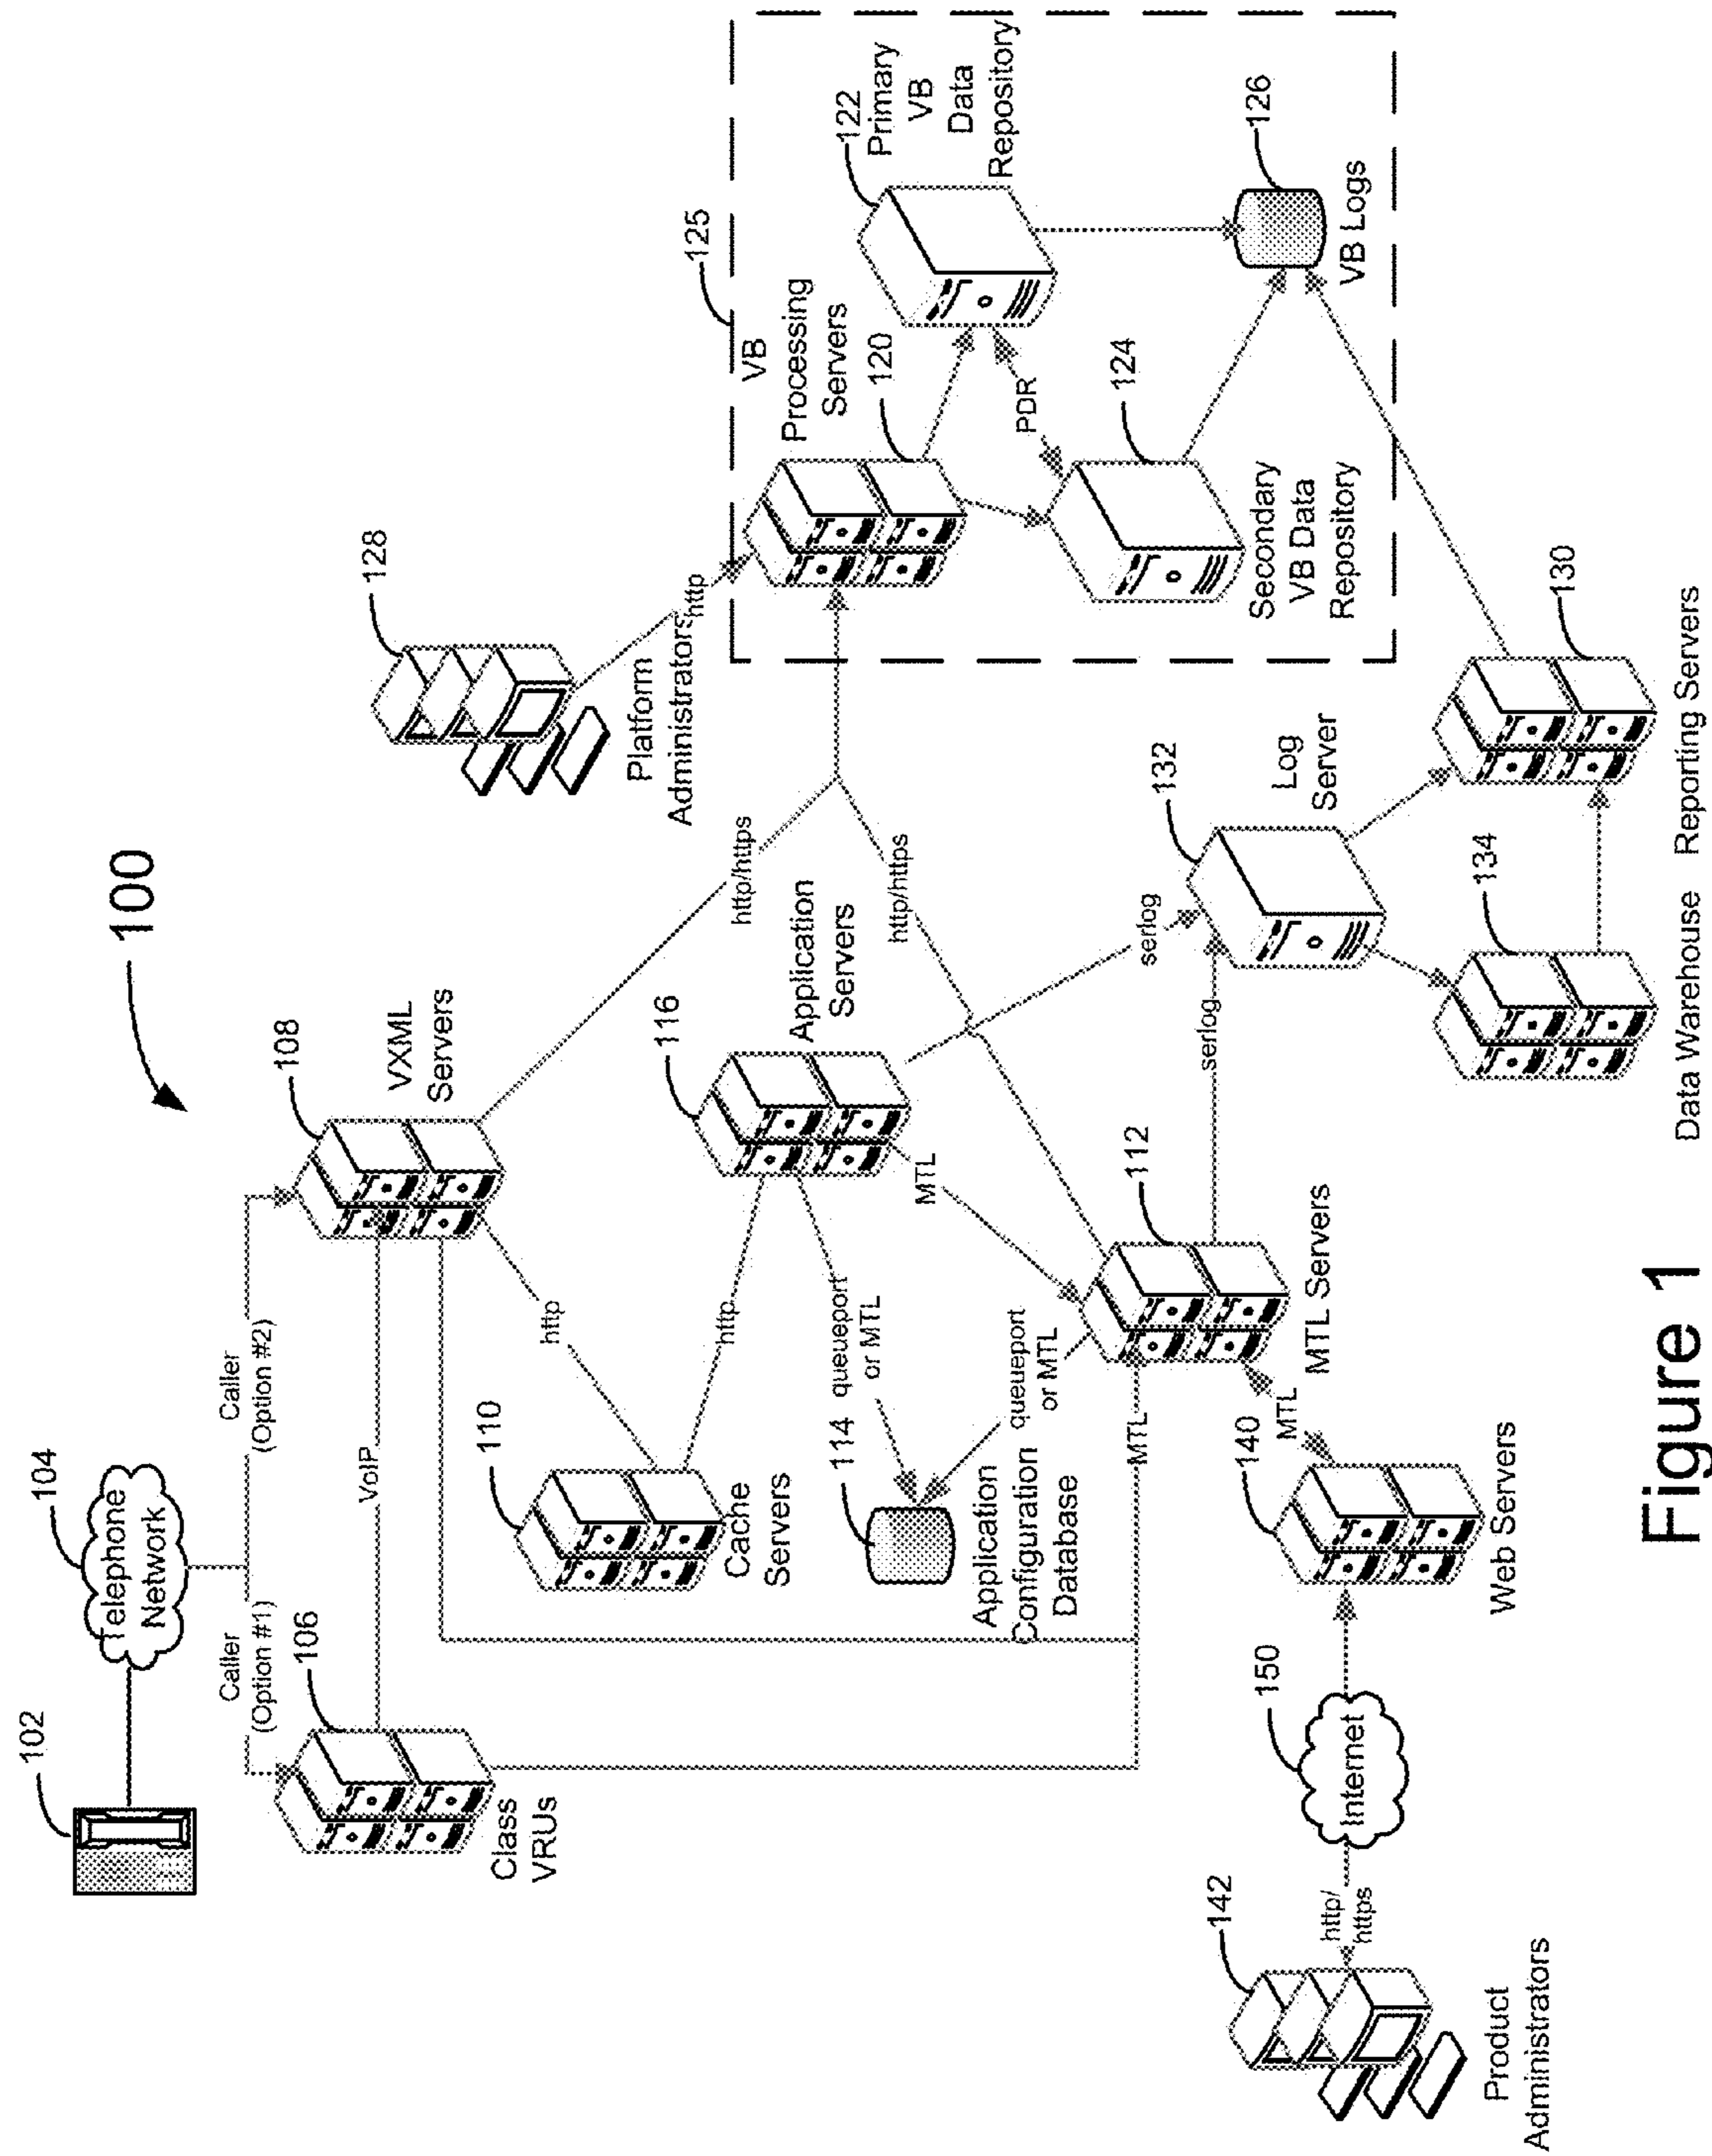 100
102
104
Telephone
Network
Caller
(Option #1)
Caller
(Option #2)
106
Class
VRUs
VoIP
108
VXML
Servers
128
Platform
Administrators
http
125
VB
Processing
Servers
120
122
Primary
VB
Data
Repository
PDR
124
Secondary
VB Data
Repository
126
VB Logs
http/https
http/https
http
http
110
Cache
Servers
116
Application
Servers
queueport
or MTL
114
Application
Configuration
Database
queueport
or MTL
MTL
MTL
112
MTL Servers
serlog
serlog
132
Log
Server
134
Data Warehouse
130
Reporting Servers
142
Product
Administrators
http/
https
150
Internet
140
Web Servers
MTL
Figure 1